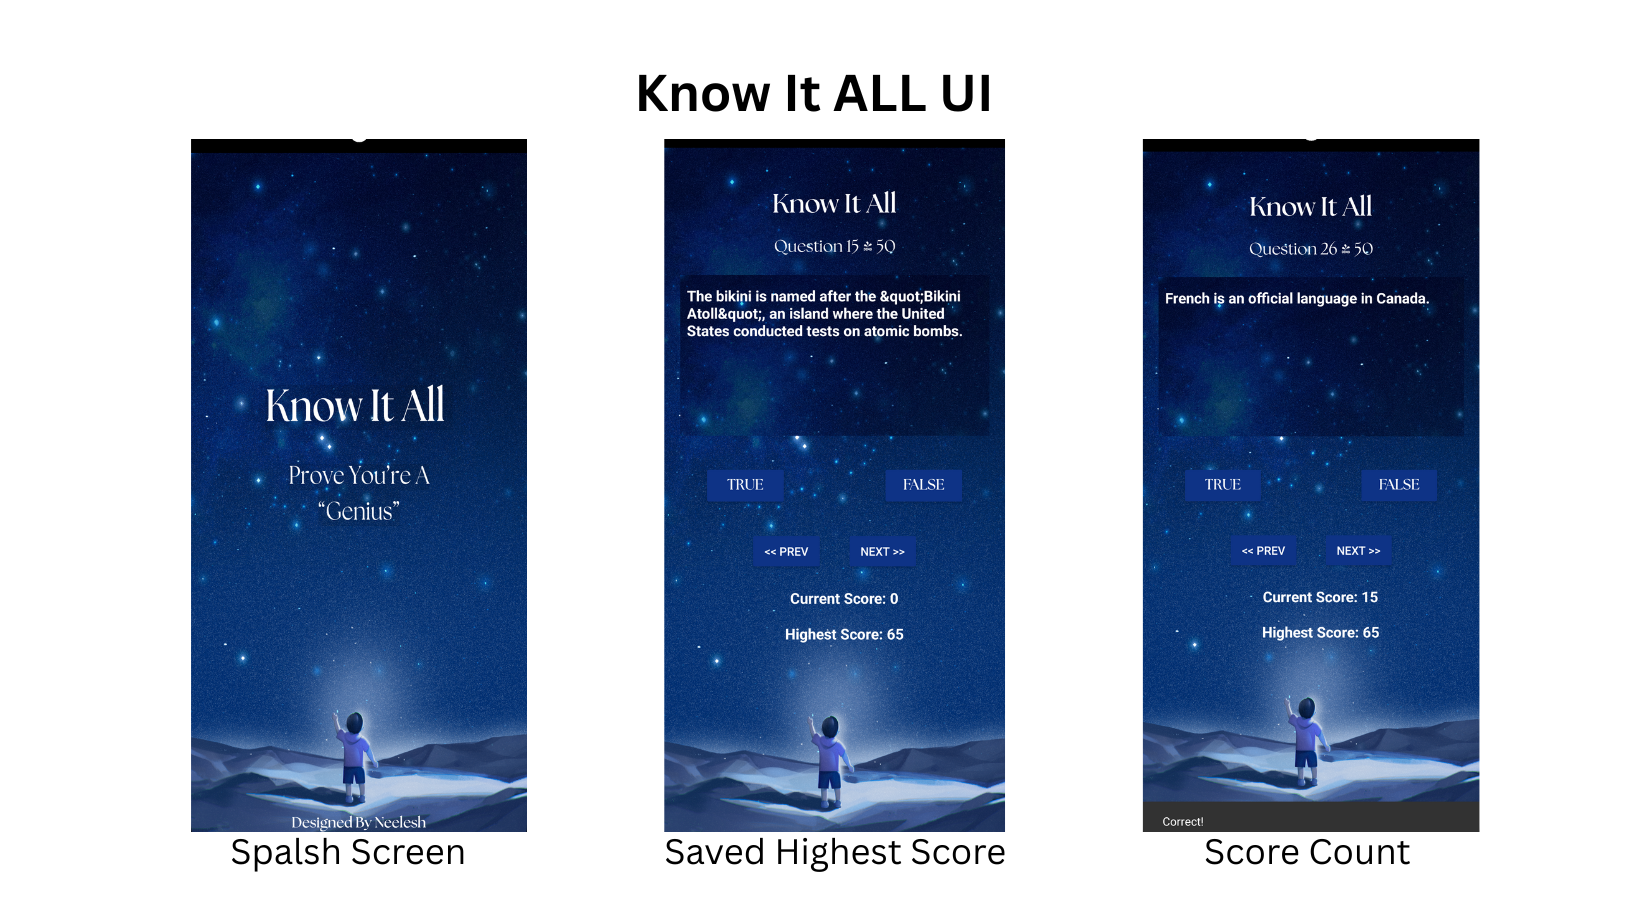 Know It ALL UI
Know It All
Prove You're A
“Genius”
Designed By Neelesh
Spalsh Screen
Know It All
Question 15 50
The bikini is named after the &quot;Bikini
Atoll&quot;, an island where the United
States conducted tests on atomic bombs.
TRUE
FALSE
<< PREV
NEXT >>
Current Score: 0
Highest Score: 65
Saved Highest Score
Know It All
Question 26 50
French is an official language in Canada.
TRUE
FALSE
<< PREV
NEXT >>
Current Score: 15
Highest Score: 65
Correct!
Score Count